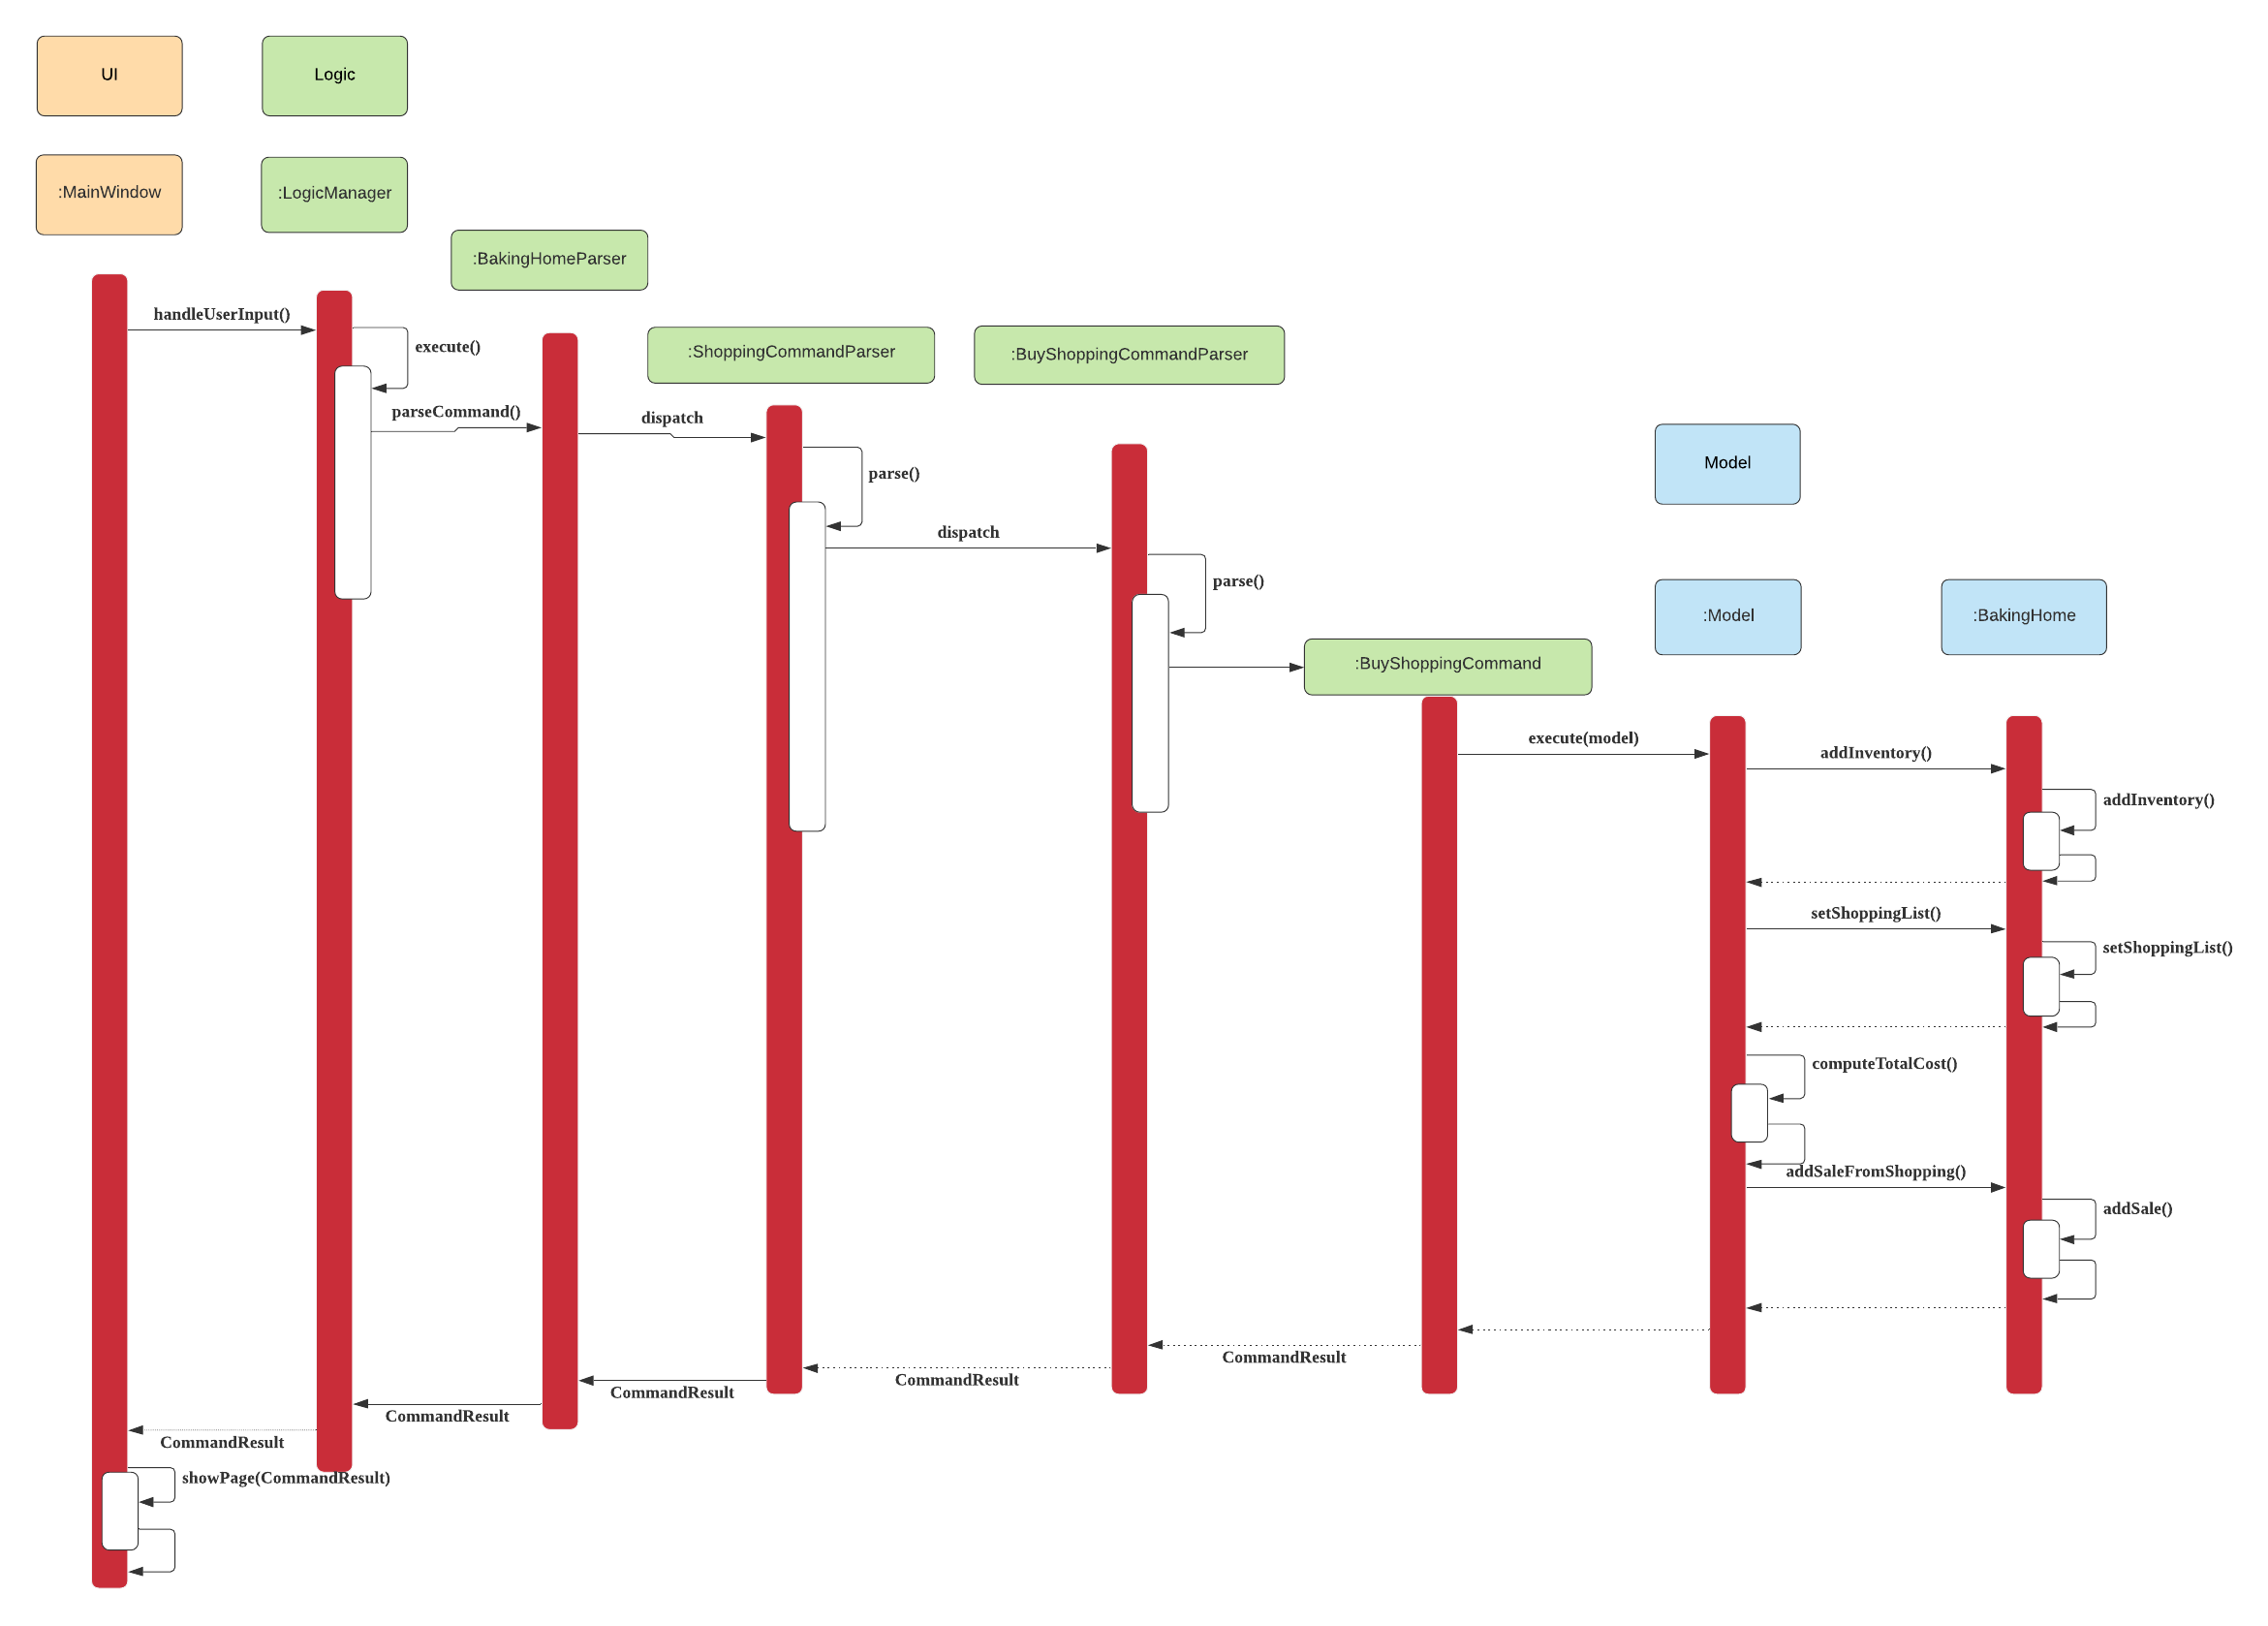 UI
Logic
:MainWindow
:LogicManager
:BakingHomeParser
handleUserInput()
execute()
:ShoppingCommandParser
:BuyShoppingCommandParser
parseCommand()
dispatch
Model
parse()
dispatch
parse()
:Model
:BakingHome
:BuyShoppingCommand
execute(model)
addInventory()
addInventory()
setShoppingList()
setShoppingList()
computeTotalCost()
addSaleFromShopping()
addSale()
CommandResult
CommandResult
CommandResult
CommandResult
CommandResult
showPage(CommandResult)